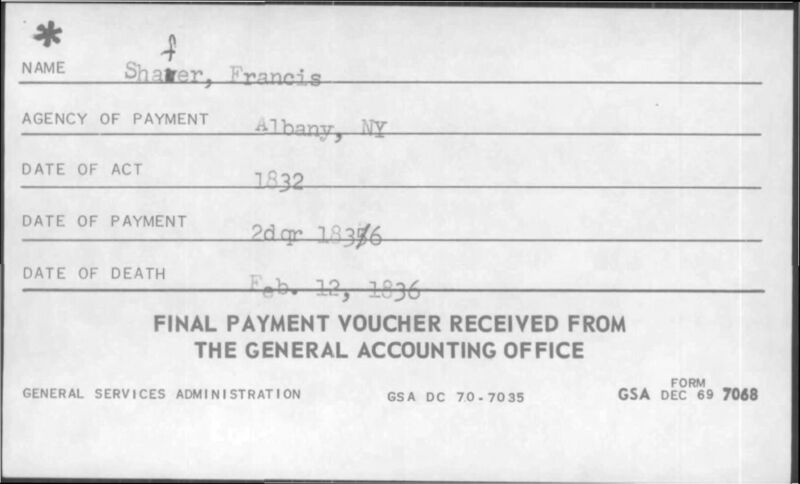 *
NAME Shafer, Francis
AGENCY OF PAYMENT Albany, NY
DATE OF ACT 1832
DATE OF PAYMENT 2d qr 1836
DATE OF DEATH Feb. 12, 1836
FINAL PAYMENT VOUCHER RECEIVED FROM
THE GENERAL ACCOUNTING OFFICE
GENERAL SERVICES ADMINISTRATION GSA DC 70-7035 GSA FORM DEC 69 7068